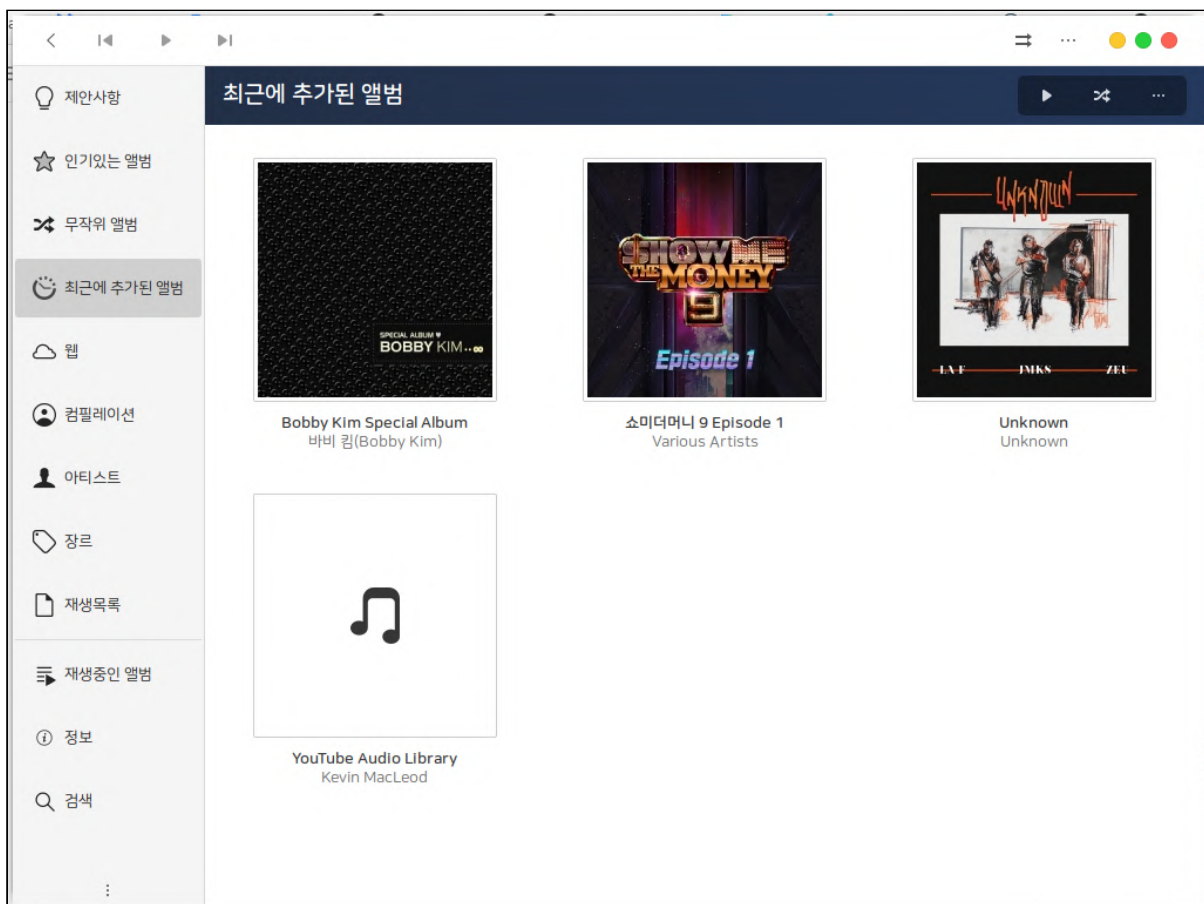 제안사항
인기있는 앨범
무작위 앨범
최근에 추가된 앨범
웹
컴필레이션
아티스트
장르
재생목록
재생중인 앨범
정보
검색
최근에 추가된 앨범
SPECIAL ALBUM ♥
BOBBY KIM..∞
Bobby Kim Special Album
바비 킴(Bobby Kim)
SHOW ME
THE MONEY
9
Episode 1
쇼미더머니 9 Episode 1
Various Artists
UNKNOWN
LA F JMKS ZEU
Unknown
Unknown
YouTube Audio Library
Kevin MacLeod